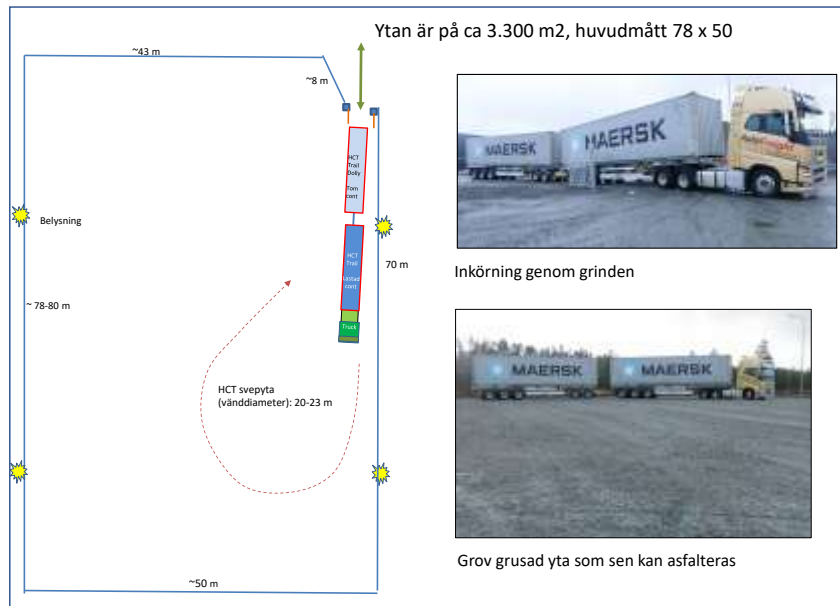 Ytan är på ca 3.300 m2, huvudmått 78 x 50
~43 m
~8 m
HCT
Trail
Dolly
Tom
cont
Belysning
HCT
Trail
Lastad
cont
70 m
~ 78-80 m
Truck
HCT svepyta
(vänddiameter): 20-23 m
~50 m
MAERSK
MAERSK
Inkörning genom grinden
MAERSK
MAERSK
Grov grusad yta som sen kan asfalteras